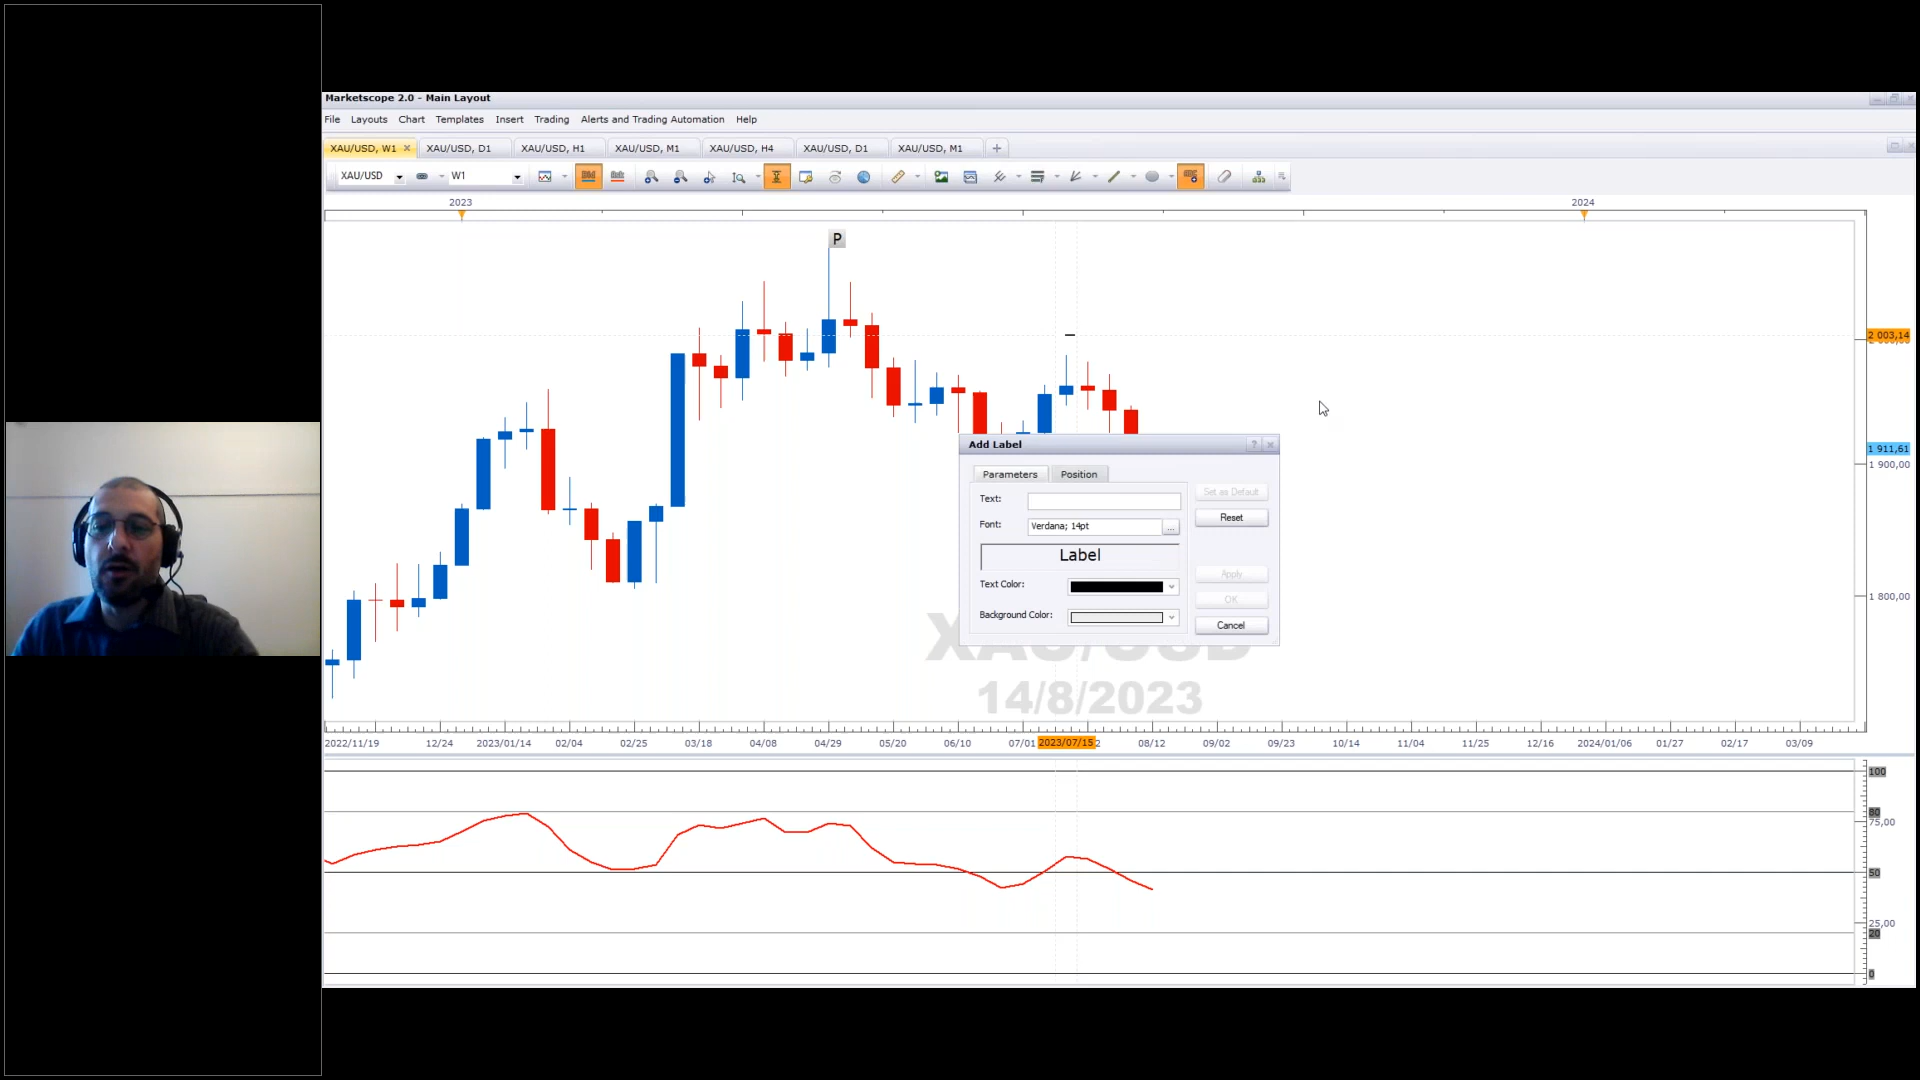 Marketscope 2.0 - Main Layout
File Layouts Chart Templates Insert Trading Alerts and Trading Automation Help
XAU/USD, W1 XAU/USD, D1 XAU/USD, H1 XAU/USD, M1 XAU/USD, H4 XAU/USD, D1 XAU/USD, M1
XAU/USD W1
2023 2024
P
2 003,14
Add Label
1 911,61
Parameters Position
1 900,00
Text:
Set as Default
Font: Verdana; 14pt ...
Reset
Label
Apply
Text Color:
OK
1 800,00
Background Color:
Cancel
XAU/USD
14/8/2023
2022/11/19 12/24 2023/01/14 02/04 02/25 03/18 04/08 04/29 05/20 06/10 07/01 2023/07/15 08/12 09/02 09/23 10/14 11/04 11/25 12/16 2024/01/06 01/27 02/17 03/09
100
80
75,00
50
25,00
20
0